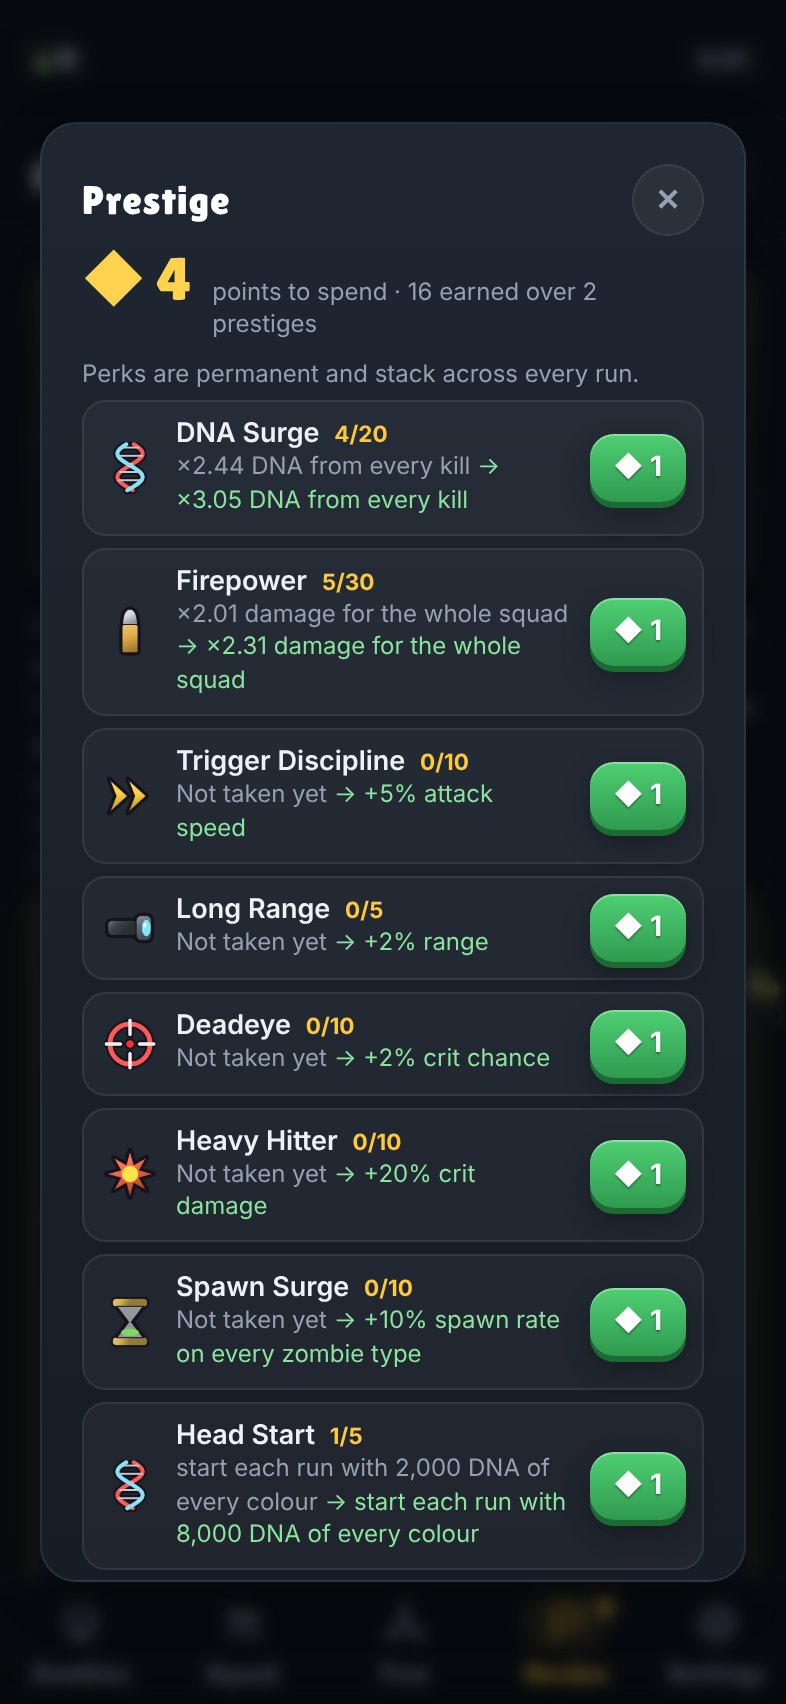 Prestige
4
points to spend · 16 earned over 2
prestiges
Perks are permanent and stack across every run.
DNA Surge 4/20
×2.44 DNA from every kill →
×3.05 DNA from every kill
1
Firepower 5/30
×2.01 damage for the whole squad
→ ×2.31 damage for the whole
squad
1
Trigger Discipline 0/10
Not taken yet → +5% attack
speed
1
Long Range 0/5
Not taken yet → +2% range
1
Deadeye 0/10
Not taken yet → +2% crit chance
1
Heavy Hitter 0/10
Not taken yet → +20% crit
damage
1
Spawn Surge 0/10
Not taken yet → +10% spawn rate
on every zombie type
1
Head Start 1/5
start each run with 2,000 DNA of
every colour → start each run with
8,000 DNA of every colour
1